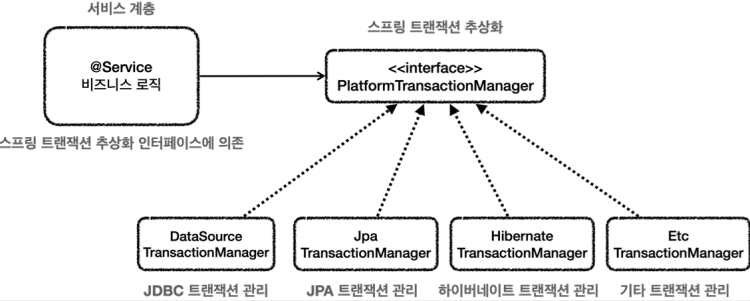 서비스 계층
스프링 트랜잭션 추상화
@Service
비즈니스 로직
<<interface>>
PlatformTransactionManager
스프링 트랜잭션 추상화 인터페이스에 의존
DataSource
TransactionManager
Jpa
TransactionManager
Hibernate
TransactionManager
Etc
TransactionManager
JDBC 트랜잭션 관리
JPA 트랜잭션 관리
하이버네이트 트랜잭션 관리
기타 트랜잭션 관리